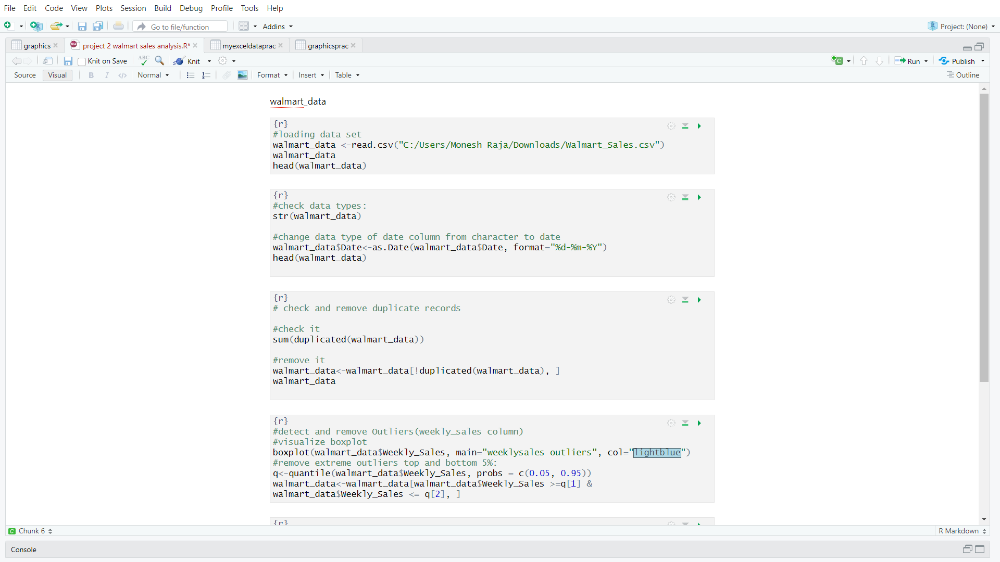 File Edit Code View Plots Session Build Debug Profile Tools Help
Go to file/function Addins Project: (None)
graphics project 2 walmart sales analysis.R* myexceldataprac graphicsprac
Knit on Save ABC Knit Run Publish
Source Visual B I </> Normal Format Insert Table Outline
walmart_data
{r}
#loading data set
walmart_data <-read.csv("C:/Users/Monesh Raja/Downloads/Walmart_Sales.csv")
walmart_data
head(walmart_data)
{r}
#check data types:
str(walmart_data)
#change data type of date column from character to date
walmart_data$Date<-as.Date(walmart_data$Date, format="%d-%m-%Y")
head(walmart_data)
{r}
# check and remove duplicate records
#check it
sum(duplicated(walmart_data))
#remove it
walmart_data<-walmart_data[!duplicated(walmart_data), ]
walmart_data
{r}
#detect and remove Outliers(weekly_sales column)
#visualize boxplot
boxplot(walmart_data$Weekly_Sales, main="weeklysales outliers", col="lightblue")
#remove extreme outliers top and bottom 5%:
q<-quantile(walmart_data$Weekly_Sales, probs = c(0.05, 0.95))
walmart_data<-walmart_data[walmart_data$Weekly_Sales >=q[1] &
walmart_data$Weekly_Sales <= q[2], ]
{r}
Chunk 6 R Markdown
Console